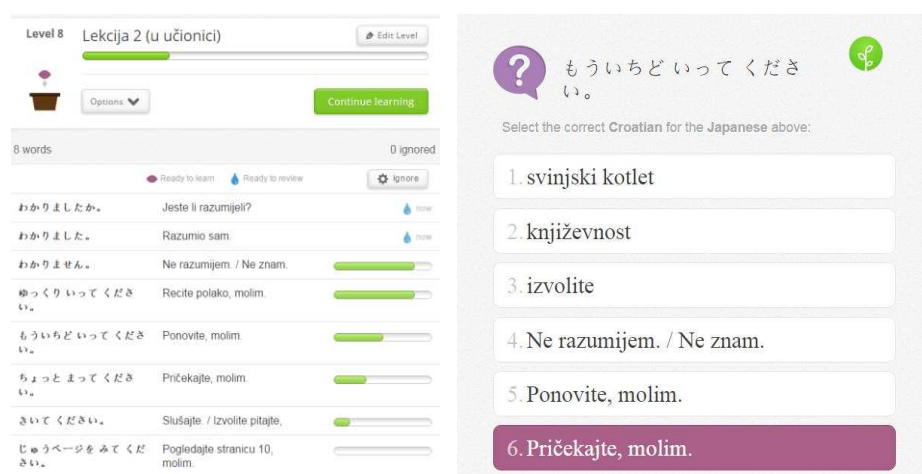 Level 8
Lekcija 2 (u učionici)
Edit Level
Options
Continue learning
8 words
0 ignored
Ready to learn
Ready to review
Ignore
わかりましたか。
Jeste li razumijeli?
now
わかりました。
Razumio sam.
now
わかりません。
Ne razumijem. / Ne znam.
ゆっくり いって くださ
い。
Recite polako, molim.
もういちど いって くださ
い。
Ponovite, molim.
ちょっと まって くださ
い。
Pričekajte, molim.
きいて ください。
Slušajte. / Izvolite pitajte,
じゅうページを みて くだ
さい。
Pogledajte stranicu 10,
molim.
?
もういちど いって くださ
い。
Select the correct Croatian for the Japanese above:
1. svinjski kotlet
2. književnost
3. izvolite
4. Ne razumijem. / Ne znam.
5. Ponovite, molim.
6. Pričekajte, molim.